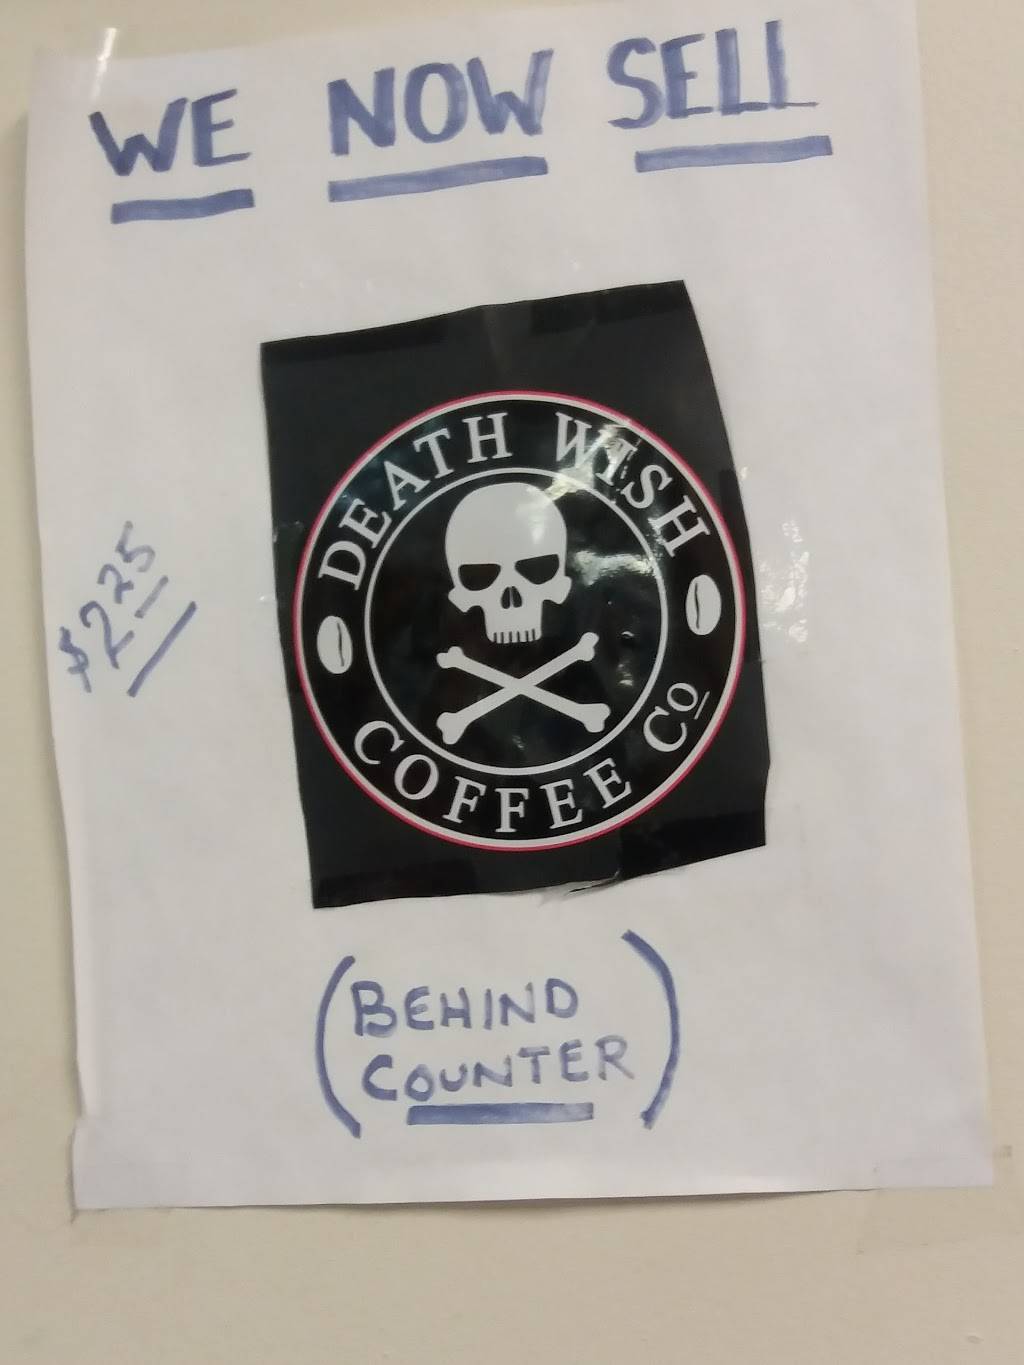 WE NOW SELL
DEATH WISH
COFFEE Co
$2.25
(BEHIND
COUNTER)